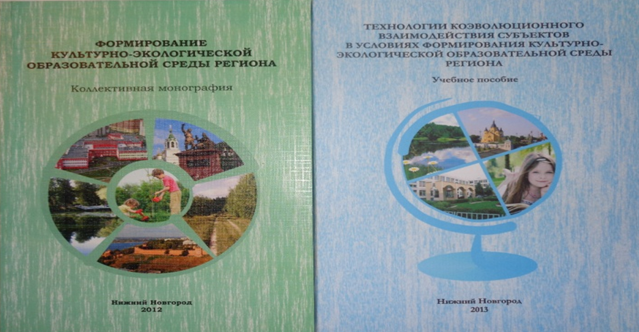 ФОРМИРОВАНИЕ
КУЛЬТУРНО-ЭКОЛОГИЧЕСКОЙ
ОБРАЗОВАТЕЛЬНОЙ СРЕДЫ РЕГИОНА
Коллективная монография
Нижний Новгород
2012
ТЕХНОЛОГИИ КОЭВОЛЮЦИОННОГО
ВЗАИМОДЕЙСТВИЯ СУБЪЕКТОВ
В УСЛОВИЯХ ФОРМИРОВАНИЯ КУЛЬТУРНО-
ЭКОЛОГИЧЕСКОЙ ОБРАЗОВАТЕЛЬНОЙ СРЕДЫ
РЕГИОНА
Учебное пособие
Нижний Новгород
2013